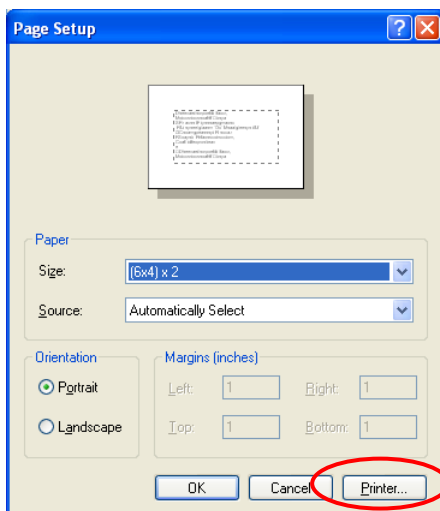 Page Setup
Paper
Size: (6x4) x 2
Source: Automatically Select
Orientation
Portrait
Landscape
Margins (inches)
Left: 1 Right: 1
Top: 1 Bottom: 1
OK Cancel Printer...